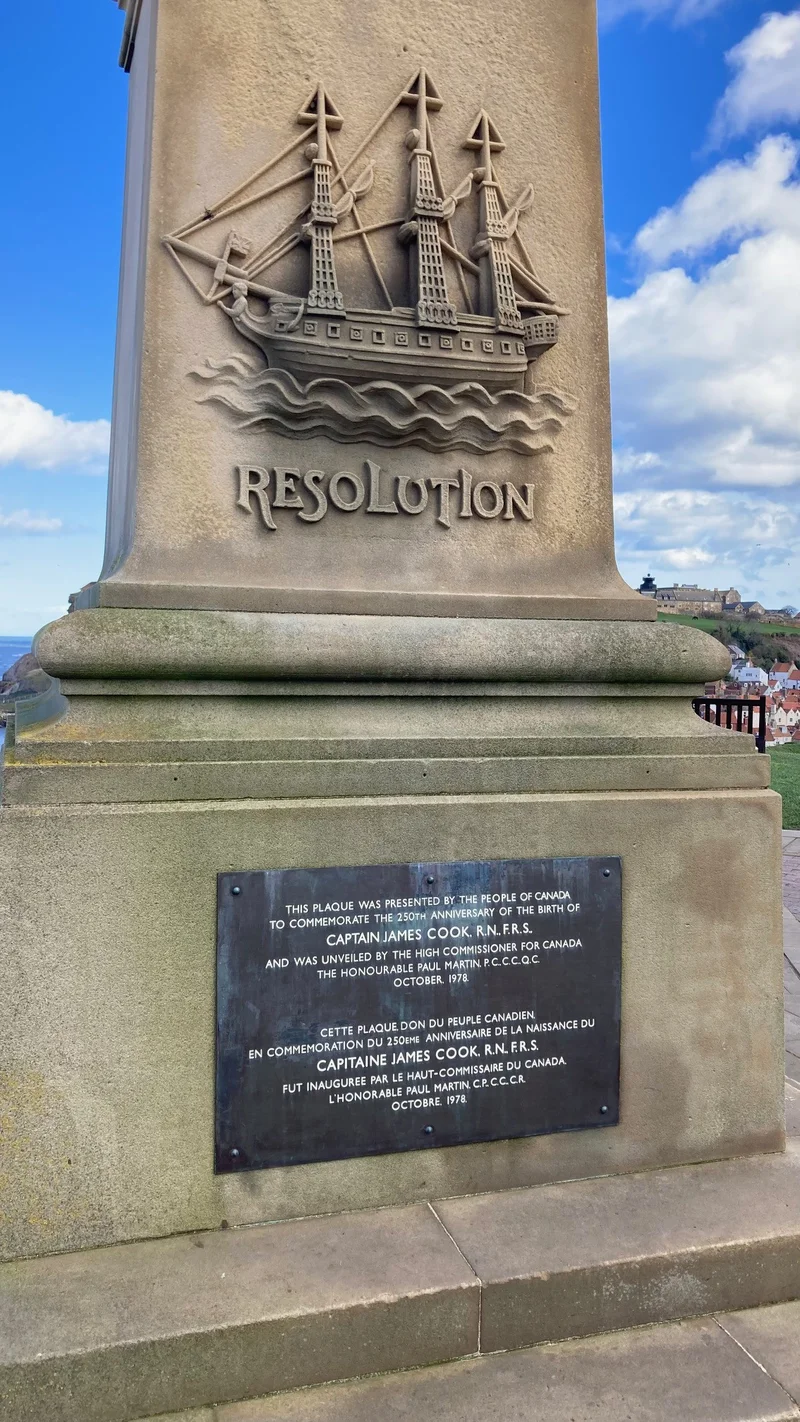 RESOLUTION
THIS PLAQUE WAS PRESENTED BY THE PEOPLE OF CANADA
TO COMMEMORATE THE 250TH ANNIVERSARY OF THE BIRTH OF
CAPTAIN JAMES COOK. R.N.,F.R.S.
AND WAS UNVEILED BY THE HIGH COMMISSIONER FOR CANADA
THE HONOURABLE PAUL MARTIN, P.C.,C.C.,Q.C.
OCTOBER. 1978.
CETTE PLAQUE, DON DU PEUPLE CANADIEN,
EN COMMEMORATION DU 250EME ANNIVERSAIRE DE LA NAISSANCE DU
CAPITAINE JAMES COOK, R.N.,F.R.S.
FUT INAUGUREE PAR LE HAUT-COMMISSAIRE DU CANADA,
L'HONORABLE PAUL MARTIN, C.P.,C.C.,C.R.
OCTOBRE. 1978.